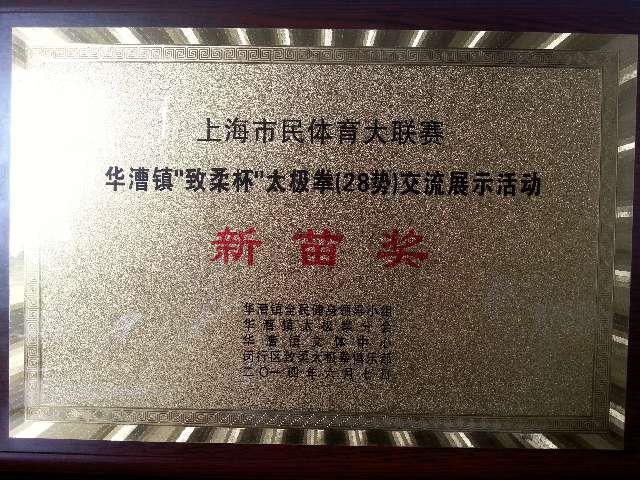 上海市民体育大联赛
华漕镇"致柔杯"太极拳(28势)交流展示活动
新苗奖
华漕镇全民健身领导小组
华漕镇太极拳分会
华漕镇文体中心
闵行区致柔太极拳俱乐部
二〇一四年六月七日